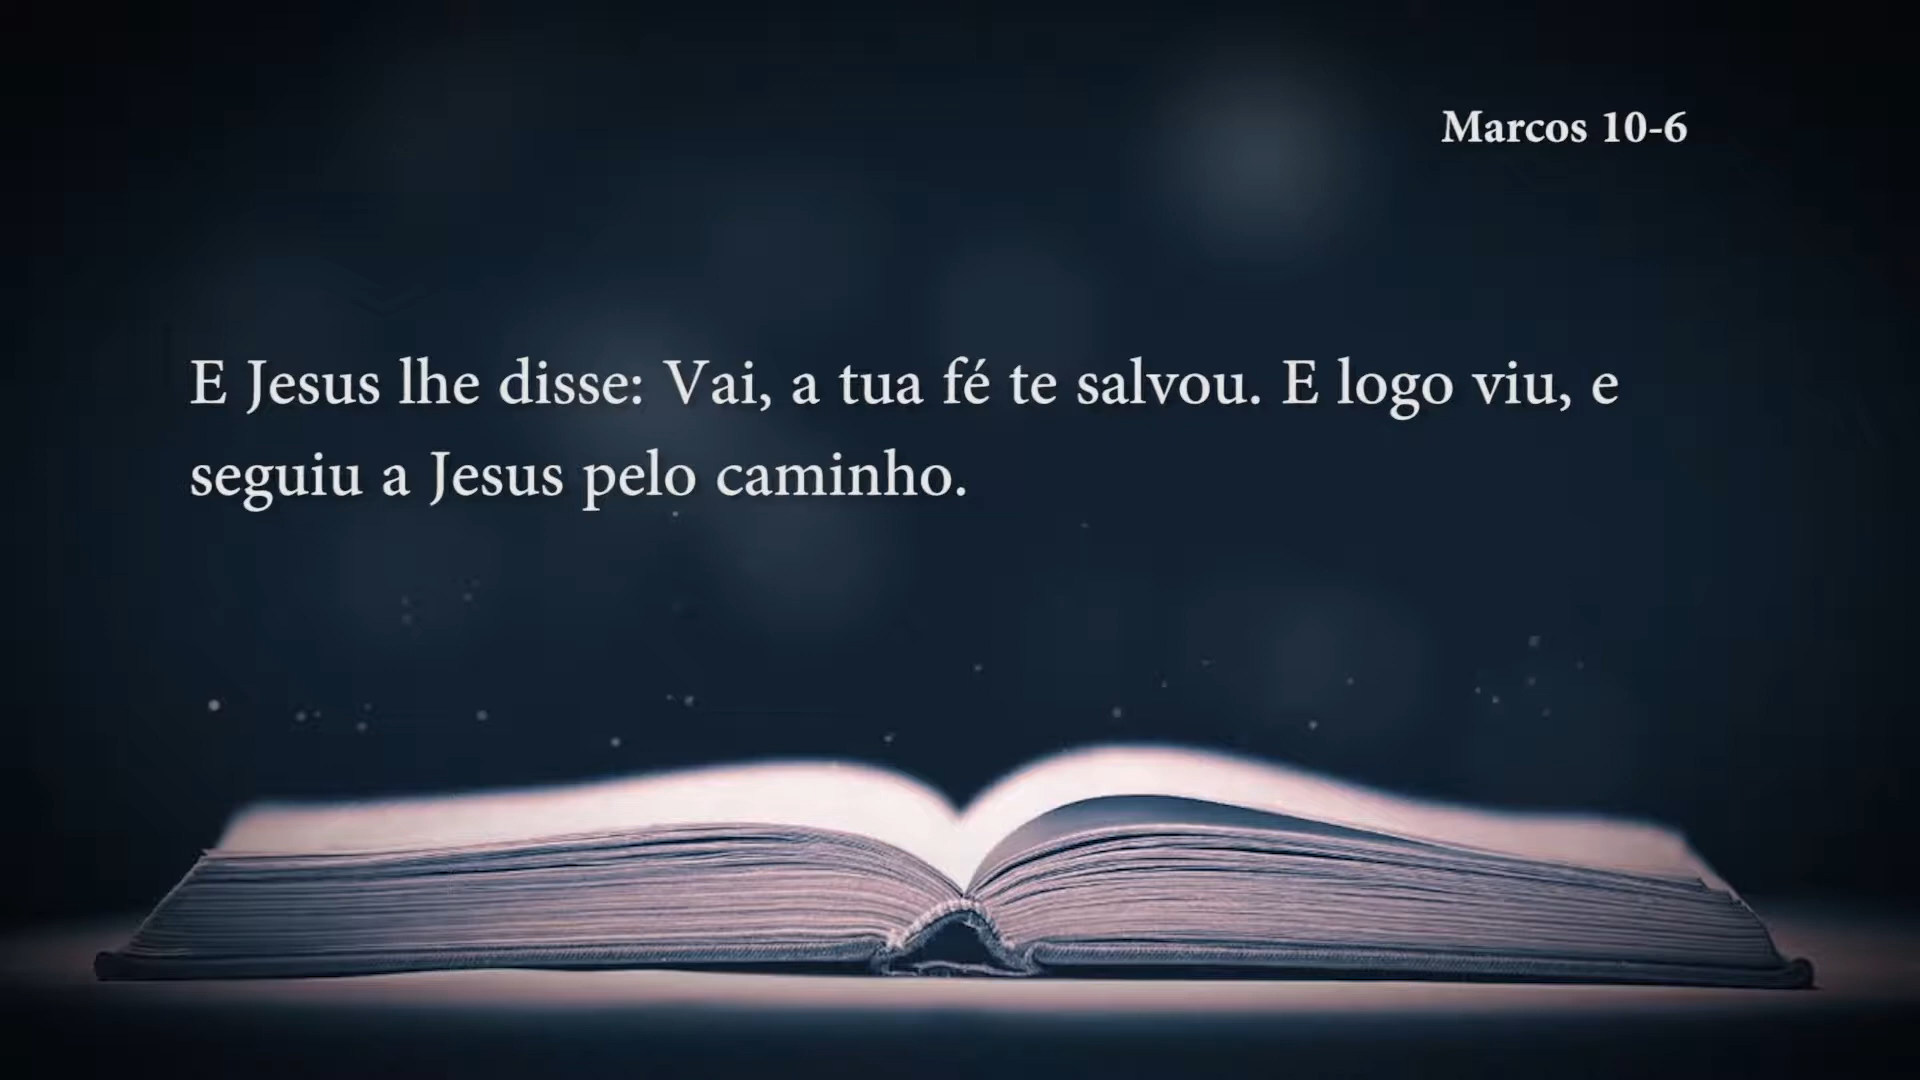 Marcos 10-6
E Jesus lhe disse: Vai, a tua fé te salvou. E logo viu, e
seguiu a Jesus pelo caminho.